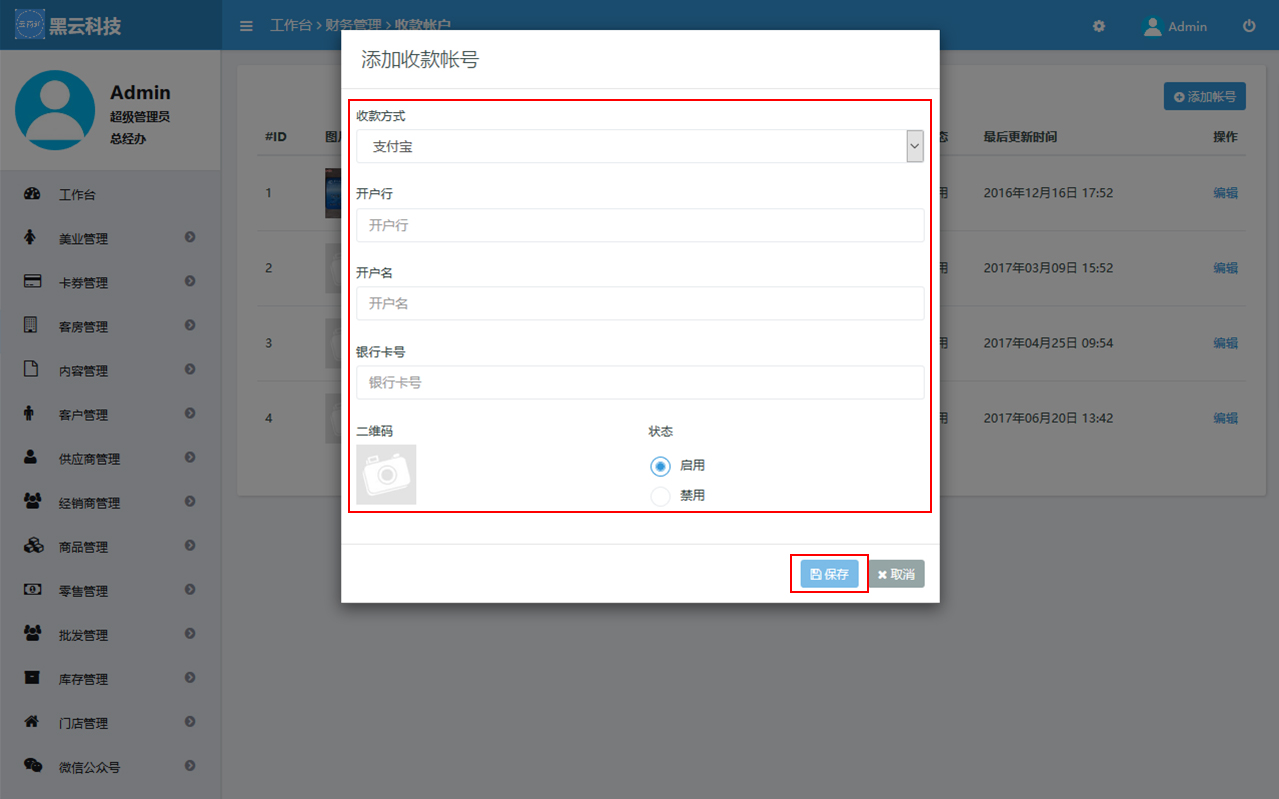 黑云科技
工作台 > 财务管理 > 收款帐户
Admin
Admin
超级管理员
总经办
工作台
美业管理
卡券管理
客房管理
内容管理
客户管理
供应商管理
经销商管理
商品管理
零售管理
批发管理
库存管理
门店管理
微信公众号
添加帐号
#ID
最后更新时间
操作
1
2016年12月16日 17:52
编辑
2
2017年03月09日 15:52
编辑
3
2017年04月25日 09:54
编辑
4
2017年06月20日 13:42
编辑
添加收款帐号
收款方式
支付宝
开户行
开户行
开户名
开户名
银行卡号
银行卡号
二维码
状态
启用
禁用
保存
取消